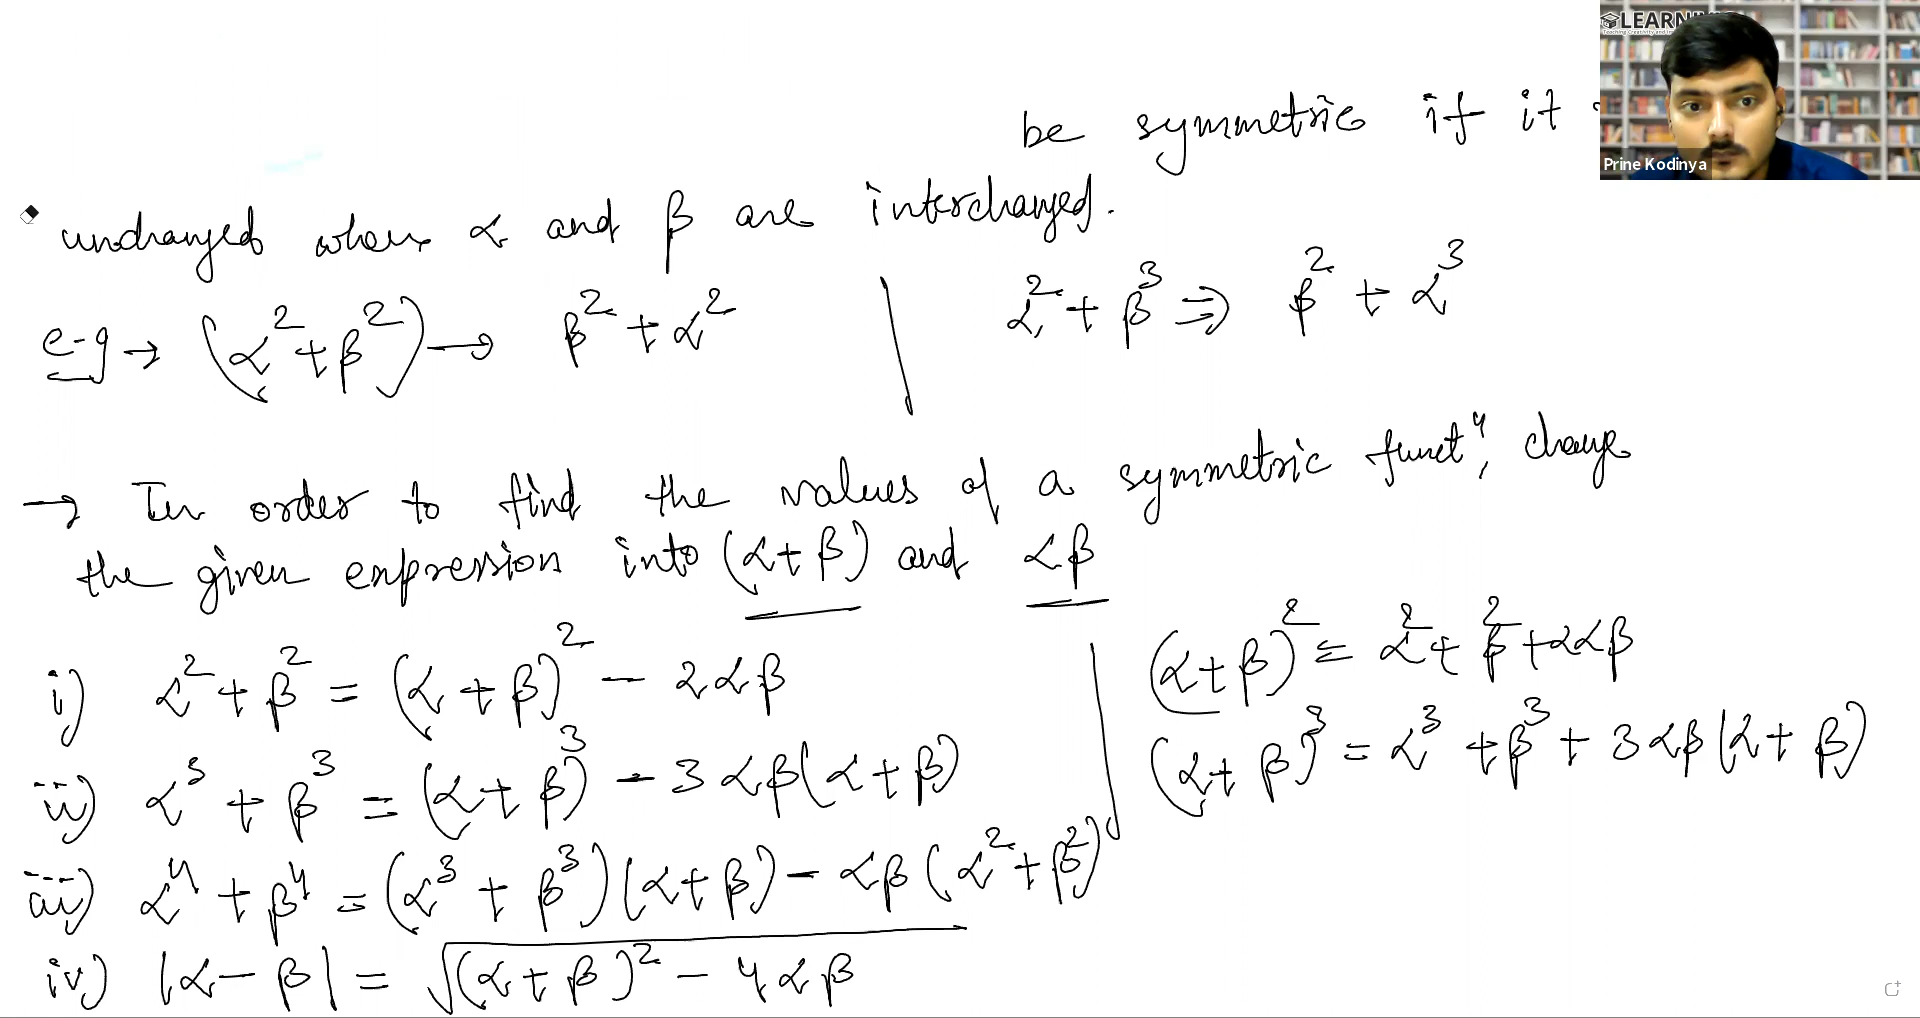 LEARN
Prine Kodinya
be symmetric if it
unchanged when α and β are interchanged.
e-g → (α²+β²) → β²+α² | α²+β³ ⇒ β²+α³
→ In order to find the values of a symmetric functⁿ, change
the given expression into (α+β) and αβ
i) α²+β² = (α+β)² - 2αβ | (α+β)² = α²+β²+2αβ
ii) α³+β³ = (α+β)³ - 3αβ(α+β) | (α+β)³ = α³+β³+3αβ(α+β)
iii) α⁴+β⁴ = (α³+β³)(α+β) - αβ(α²+β²)
iv) |α-β| = √(α+β)² - 4αβ